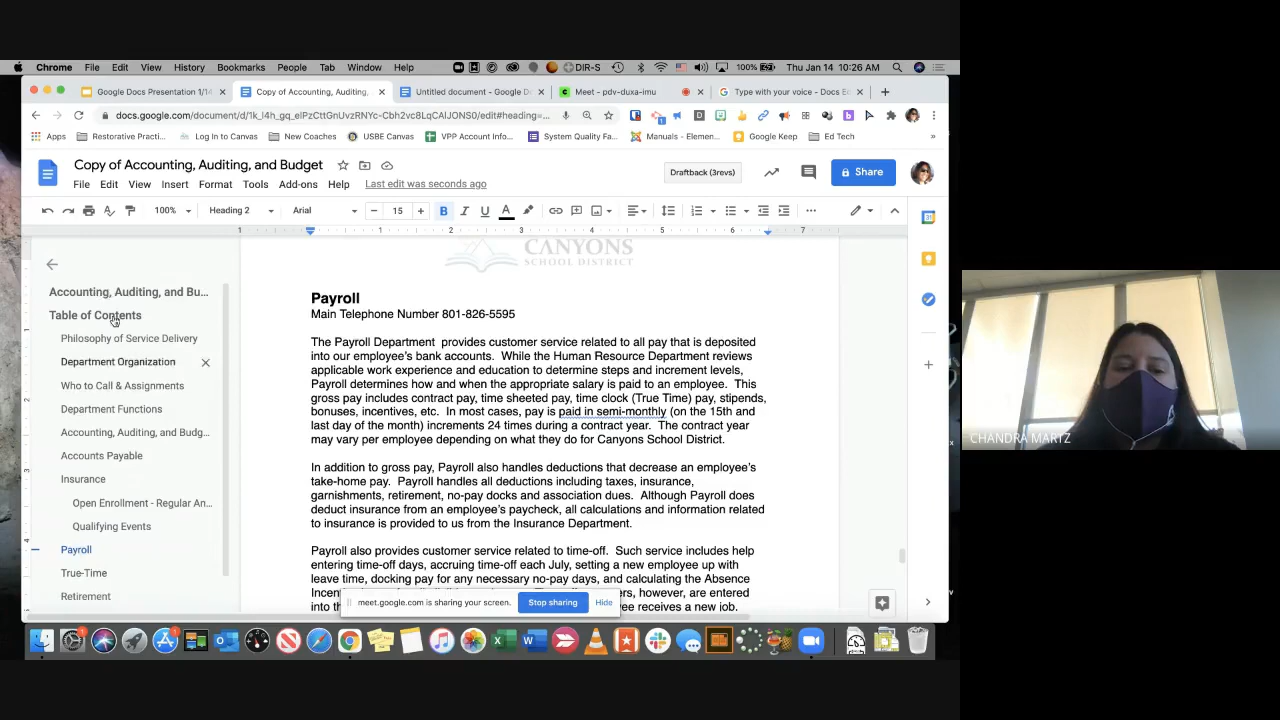 Chrome File Edit View History Bookmarks People Tab Window Help DIR-S 100% Thu Jan 14 10:26 AM
Google Docs Presentation 1/14 Copy of Accounting, Auditing, Untitled document - Google D Meet - pdv-duxa-imu Type with your voice - Docs E
Apps Restorative Practi... Log In to Canvas New Coaches USBE Canvas VPP Account Info... System Quality Fa... Manuals - Elemen... Google Keep Ed Tech »
Copy of Accounting, Auditing, and Budget
Draftback (3revs)
Share
File Edit View Insert Format Tools Add-ons Help Last edit was seconds ago
100% Heading 2 Arial 15 B I U A
1 1 2 3 4 5 6 7
CANYONS
SCHOOL DISTRICT
Accounting, Auditing, and Bu...
Table of Contents
Philosophy of Service Delivery
Department Organization
Who to Call & Assignments
Department Functions
Accounting, Auditing, and Budg...
Accounts Payable
Insurance
Open Enrollment - Regular An...
Qualifying Events
Payroll
True-Time
Retirement
Payroll
Main Telephone Number 801-826-5595
The Payroll Department  provides customer service related to all pay that is deposited
into our employee's bank accounts.  While the Human Resource Department reviews
applicable work experience and education to determine steps and increment levels,
Payroll determines how and when the appropriate salary is paid to an employee.  This
gross pay includes contract pay, time sheeted pay, time clock (True Time) pay, stipends,
bonuses, incentives, etc.  In most cases, pay is paid in semi-monthly (on the 15th and
last day of the month) increments 24 times during a contract year.  The contract year
may vary per employee depending on what they do for Canyons School District.
In addition to gross pay, Payroll also handles deductions that decrease an employee's
take-home pay.  Payroll handles all deductions including taxes, insurance,
garnishments, retirement, no-pay docks and association dues.  Although Payroll does
deduct insurance from an employee's paycheck, all calculations and information related
to insurance is provided to us from the Insurance Department.
Payroll also provides customer service related to time-off.  Such service includes help
entering time-off days, accruing time-off each July, setting a new employee up with
leave time, docking pay for any necessary no-pay days, and calculating the Absence
rs, however, are entered
into receives a new job.
meet.google.com is sharing your screen. Stop sharing Hide
CHANDRA MARTZ